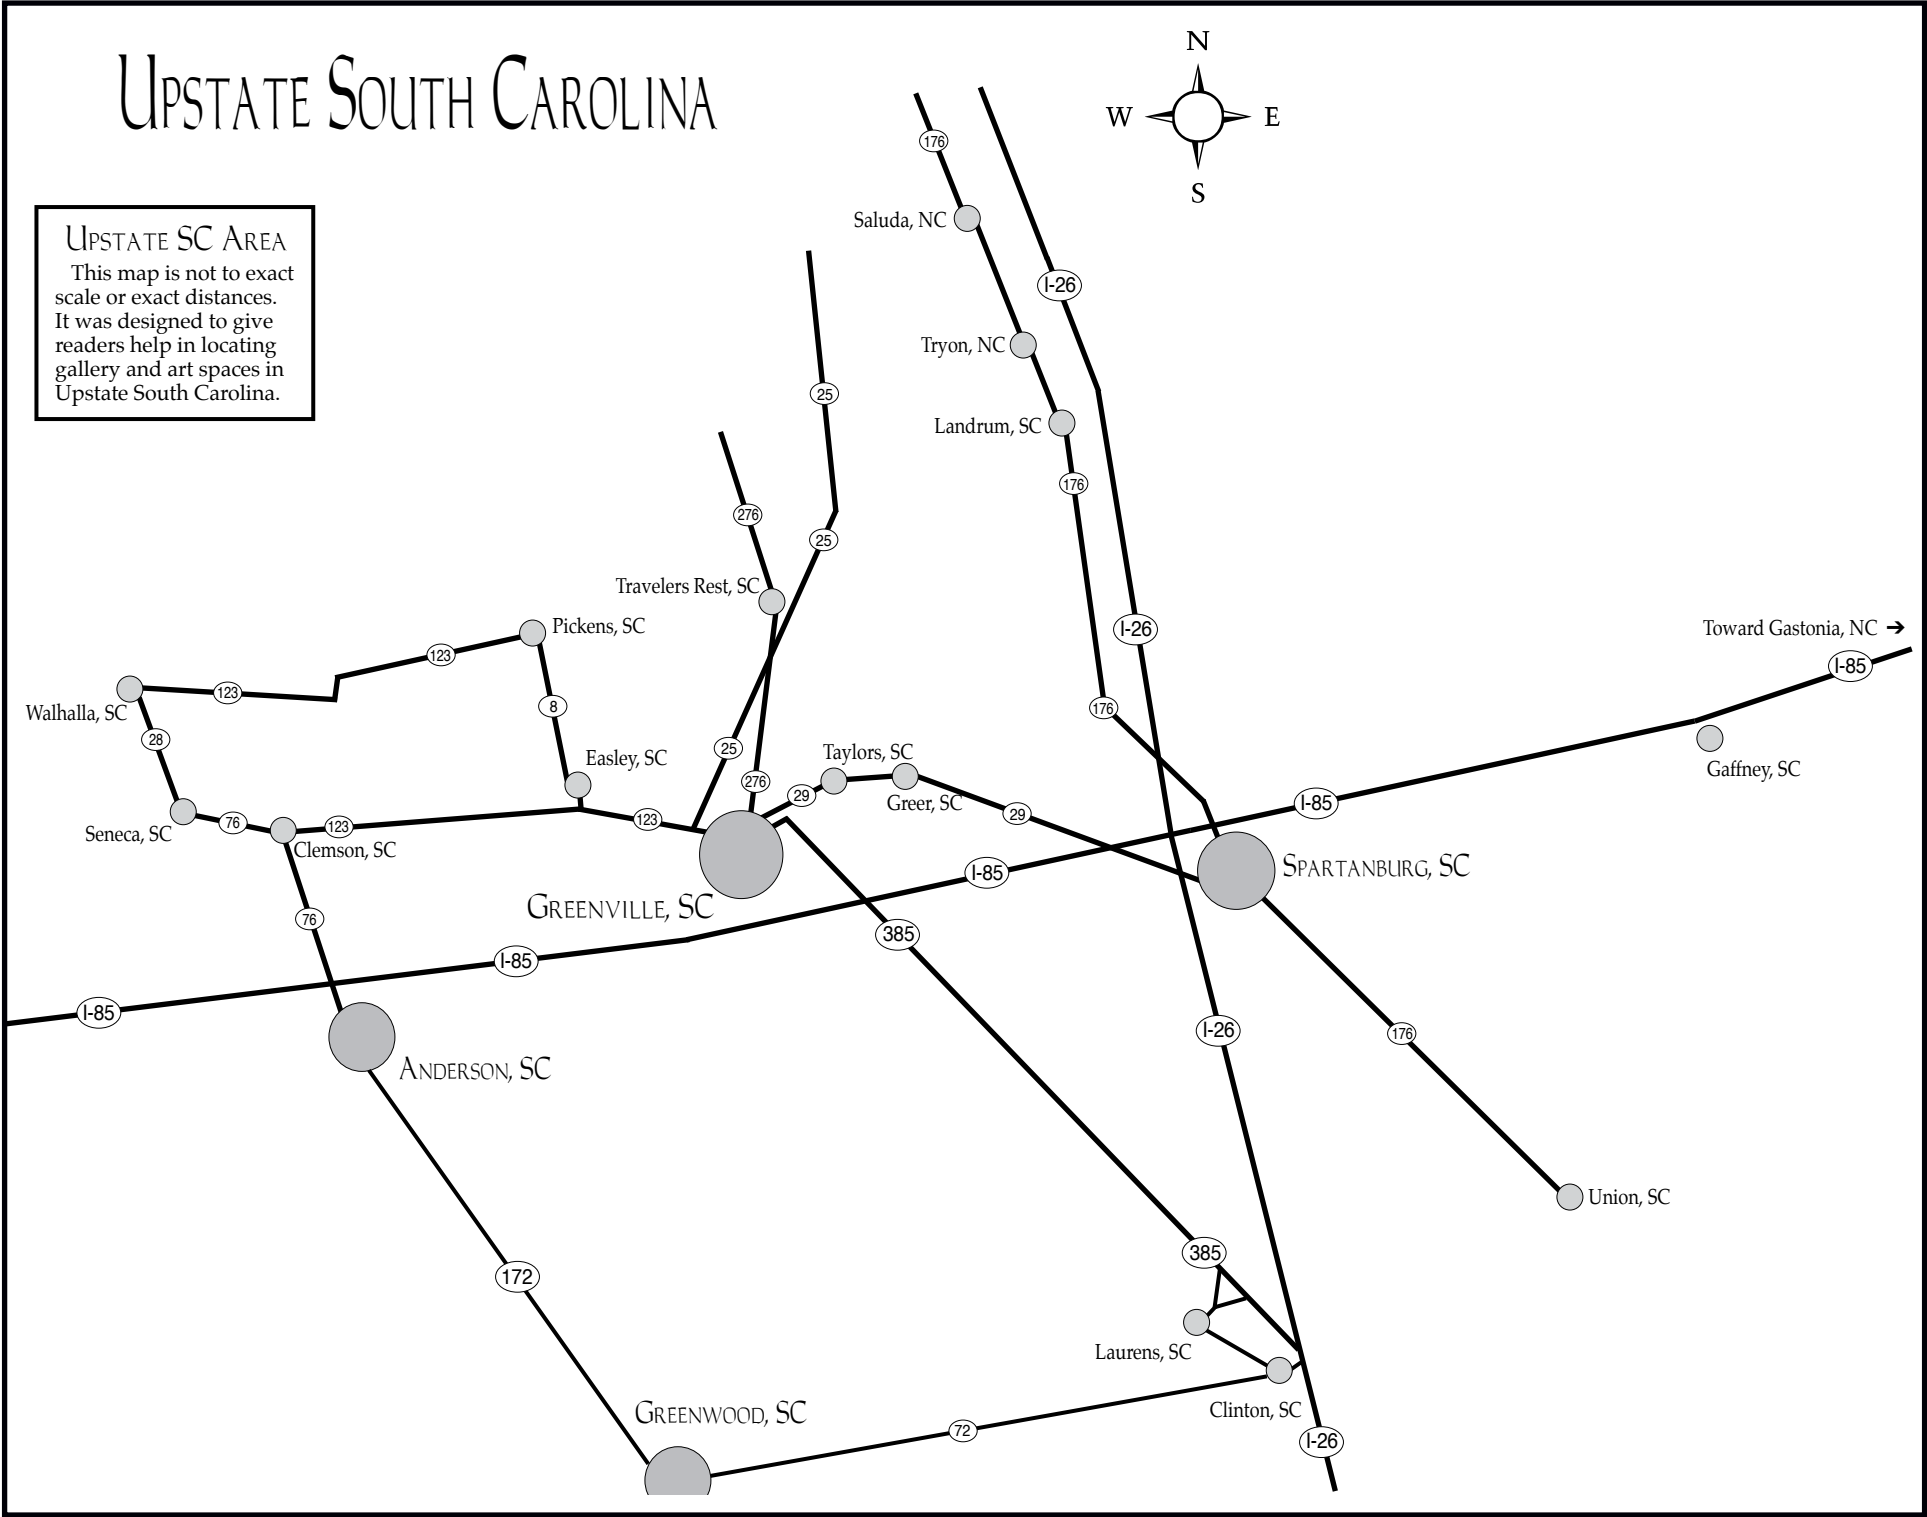 UPSTATE SOUTH CAROLINA
N
W E
S
176
UPSTATE SC AREA
This map is not to exact
scale or exact distances.
It was designed to give
readers help in locating
gallery and art spaces in
Upstate South Carolina.
Saluda, NC
I-26
Tryon, NC
25
Landrum, SC
176
276
25
Travelers Rest, SC
Pickens, SC
I-26
Toward Gastonia, NC ➔
123
I-85
123
8
176
Walhalla, SC
28
25
Taylors, SC
Easley, SC
276
Gaffney, SC
29
Greer, SC
I-85
29
Seneca, SC
76
123
123
Clemson, SC
I-85
SPARTANBURG, SC
GREENVILLE, SC
76
385
I-85
I-85
I-26
176
ANDERSON, SC
Union, SC
385
172
Laurens, SC
GREENWOOD, SC
Clinton, SC
72
I-26